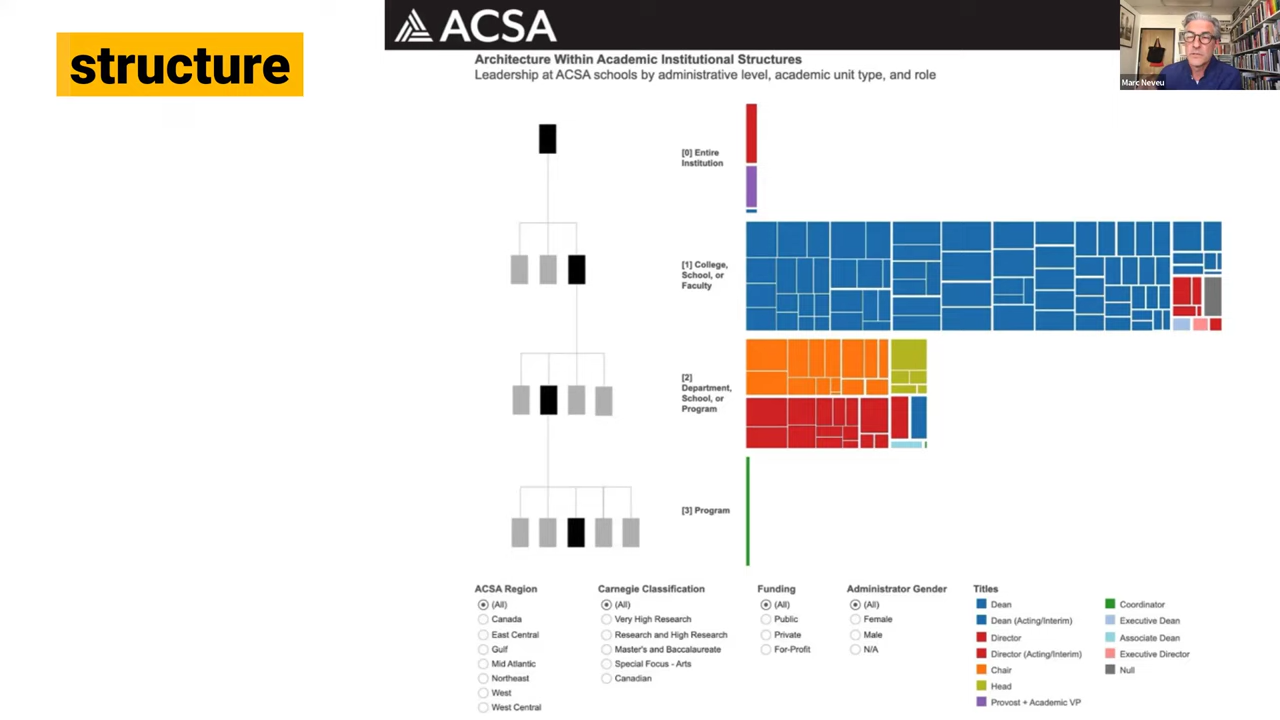 structure
ACSA
Marc Neveu
Architecture Within Academic Institutional Structures
Leadership at ACSA schools by administrative level, academic unit type, and role
[0] Entire
Institution
[1] College,
School, or
Faculty
[2]
Department,
School, or
Program
[3] Program
ACSA Region
(All)
Canada
East Central
Gulf
Mid Atlantic
Northeast
West
West Central
Carnegie Classification
(All)
Very High Research
Research and High Research
Master's and Baccalaureate
Special Focus - Arts
Canadian
Funding
(All)
Public
Private
For-Profit
Administrator Gender
(All)
Female
Male
N/A
Titles
Dean
Dean (Acting/Interim)
Director
Director (Acting/Interim)
Chair
Head
Provost + Academic VP
Coordinator
Executive Dean
Associate Dean
Executive Director
Null